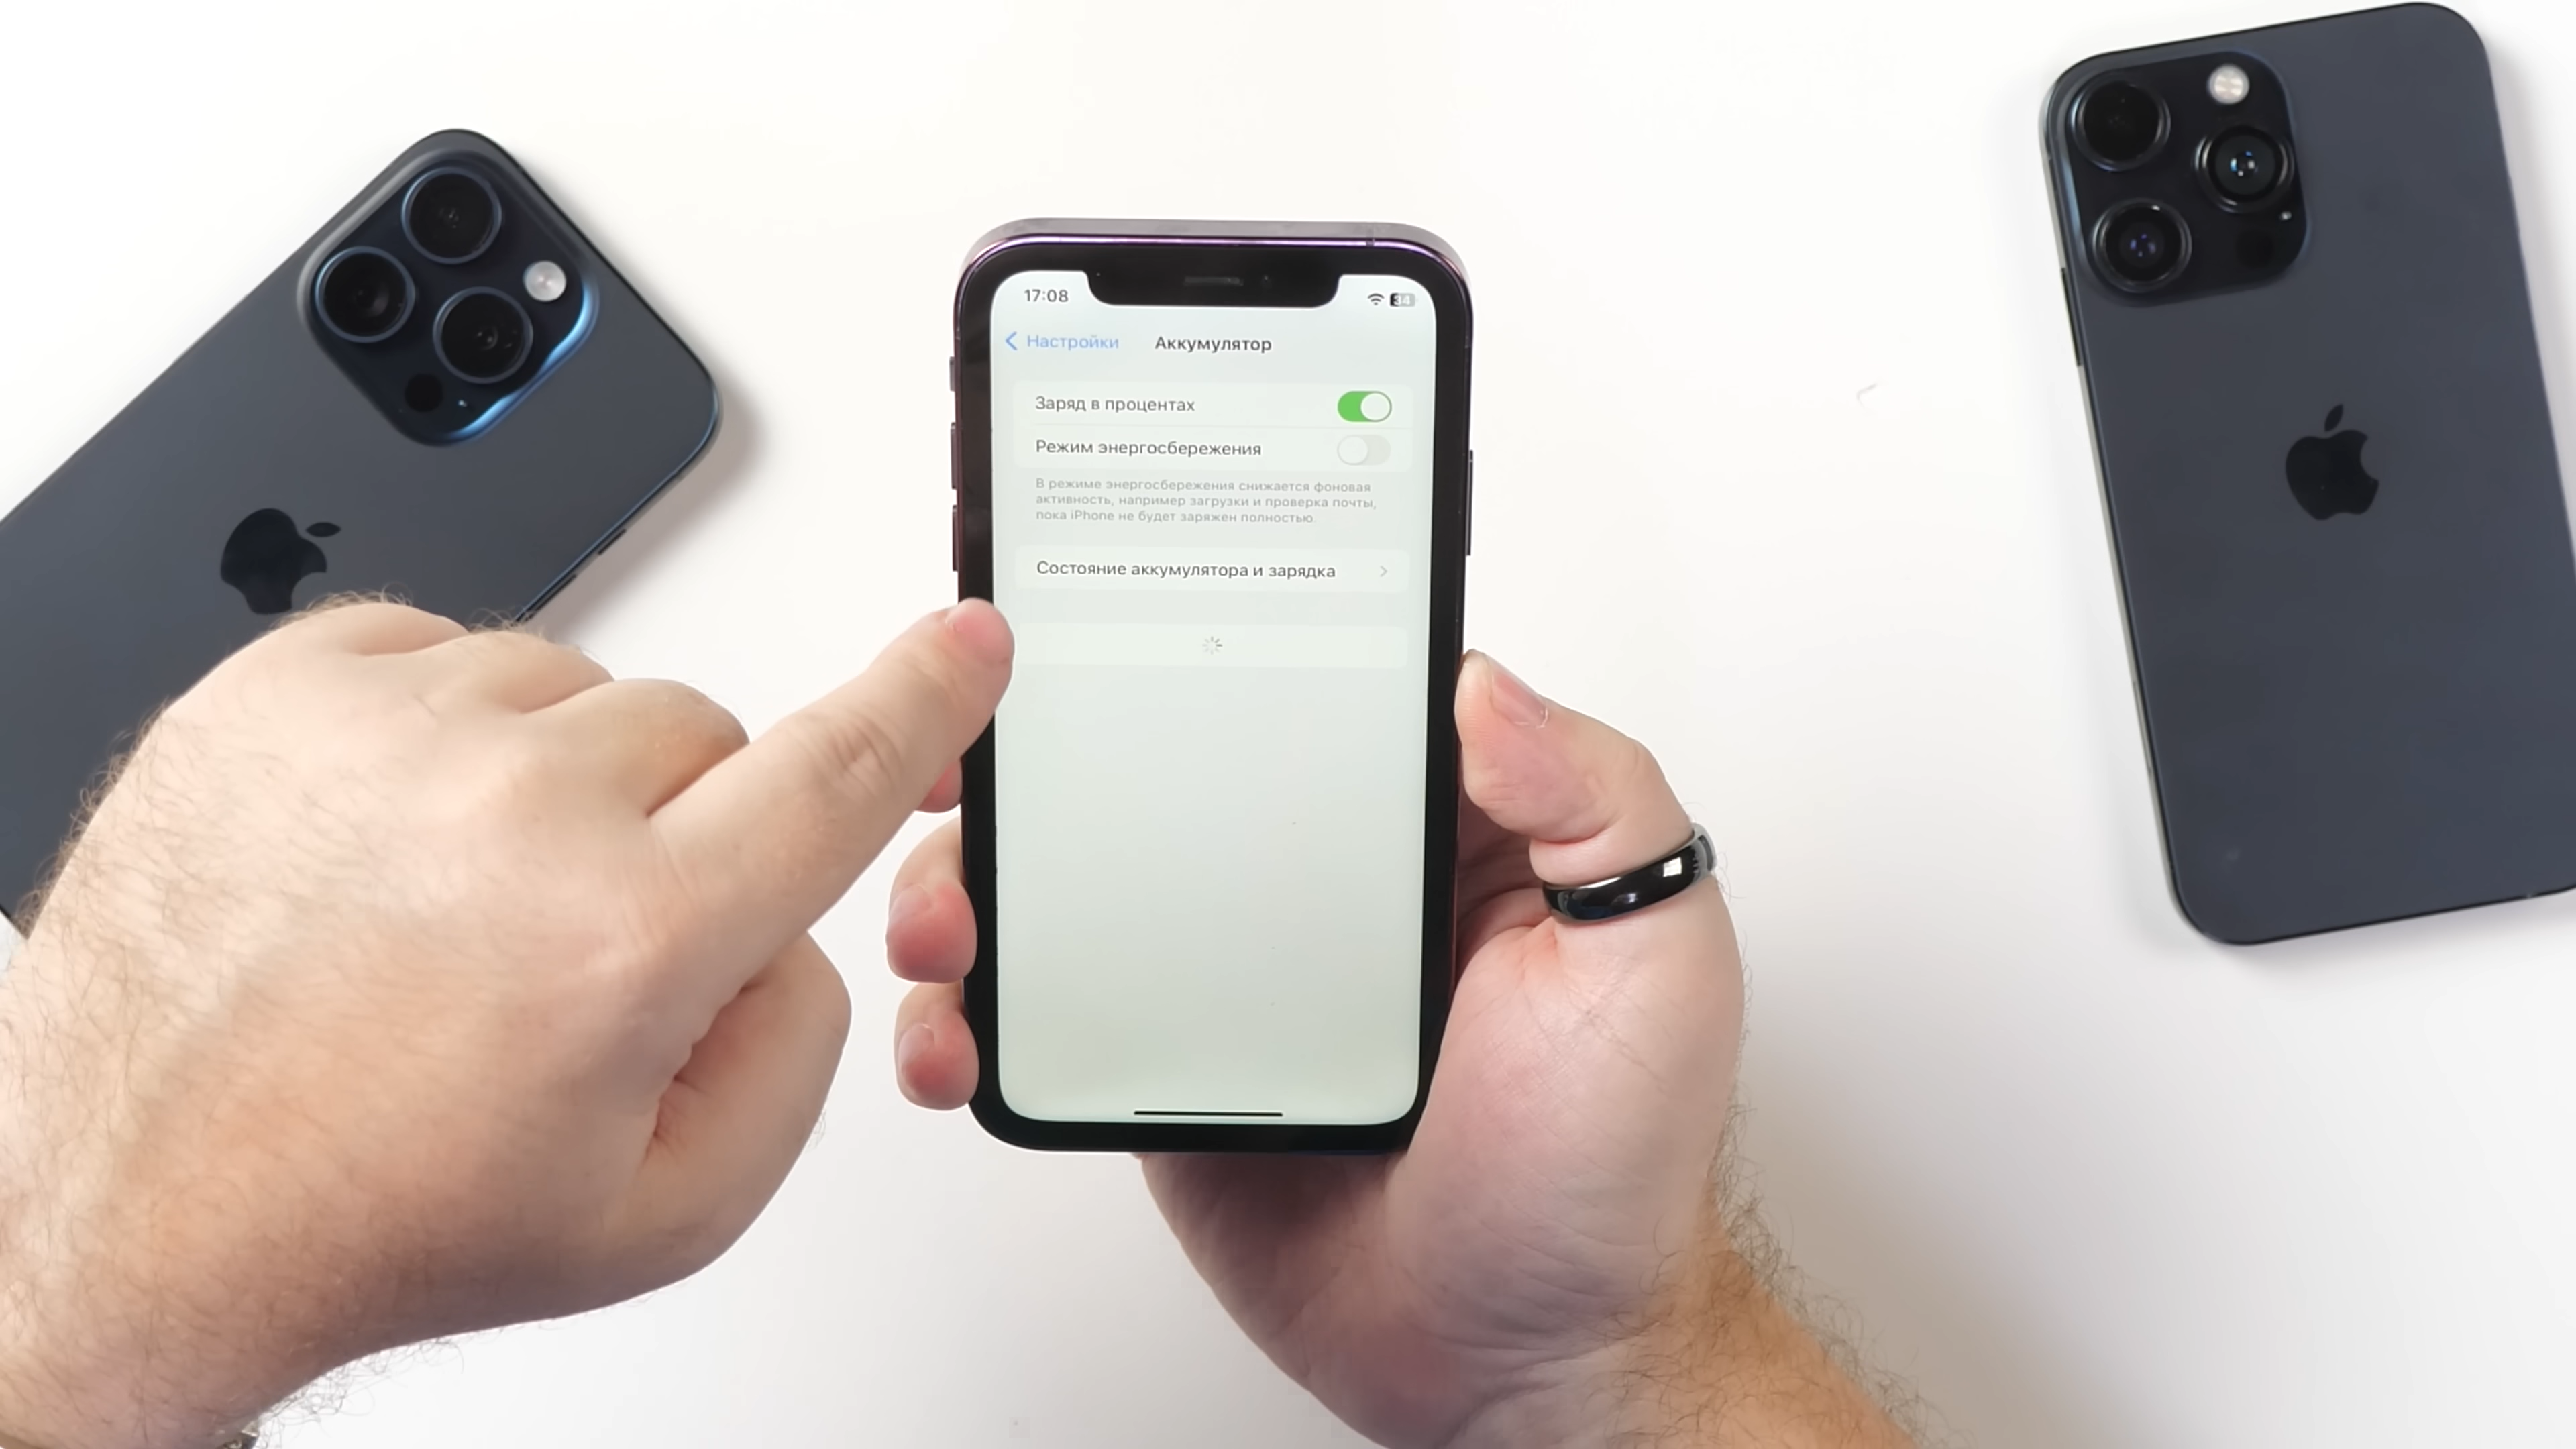 17:08
34
Настройки
Аккумулятор
Заряд в процентах
Режим энергосбережения
В режиме энергосбережения снижается фоновая
активность, например загрузки и проверка почты,
пока iPhone не будет заряжен полностью.
Состояние аккумулятора и зарядка